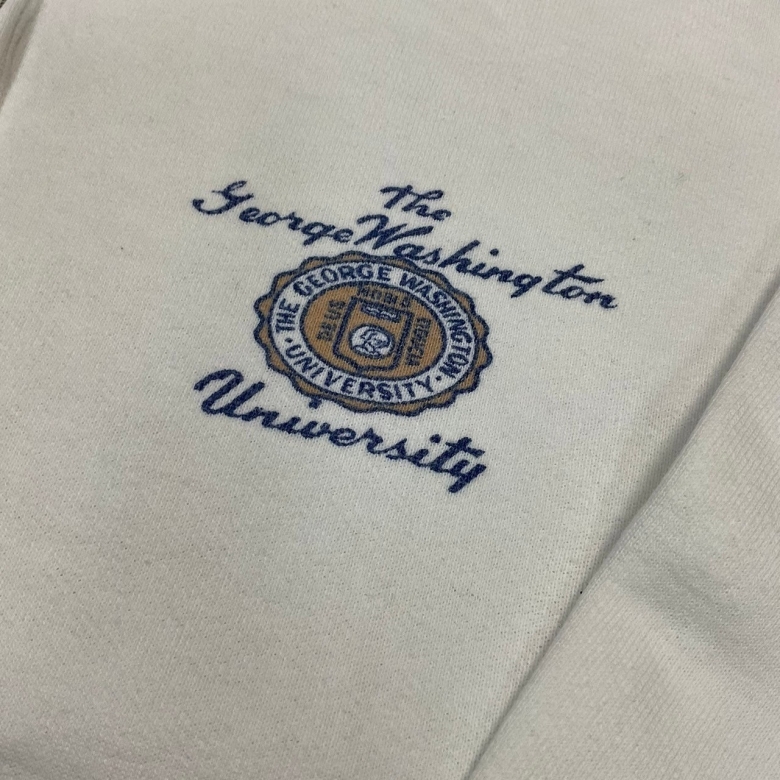 The
George Washington
THE GEORGE WASHINGTON
· UNIVERSITY ·
University